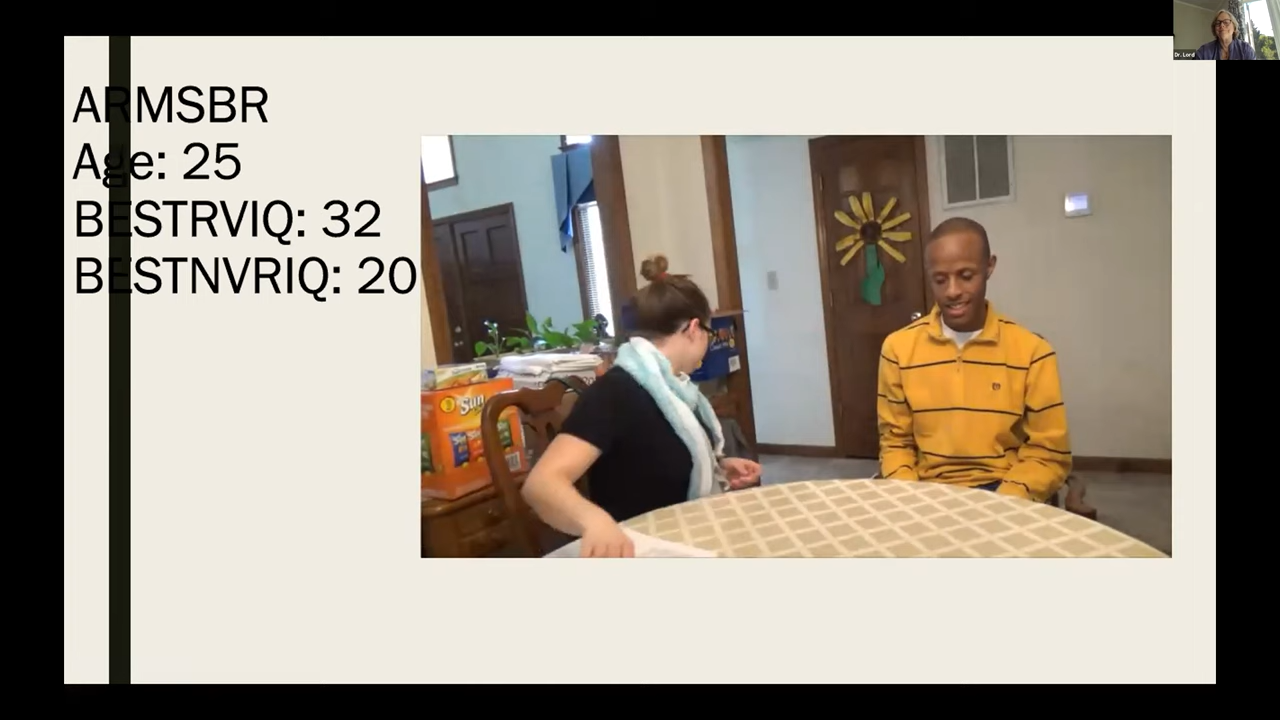 Dr. Lord
ARMSBR
Age: 25
BESTRVIQ: 32
BESTNVRIQ: 20
Sun